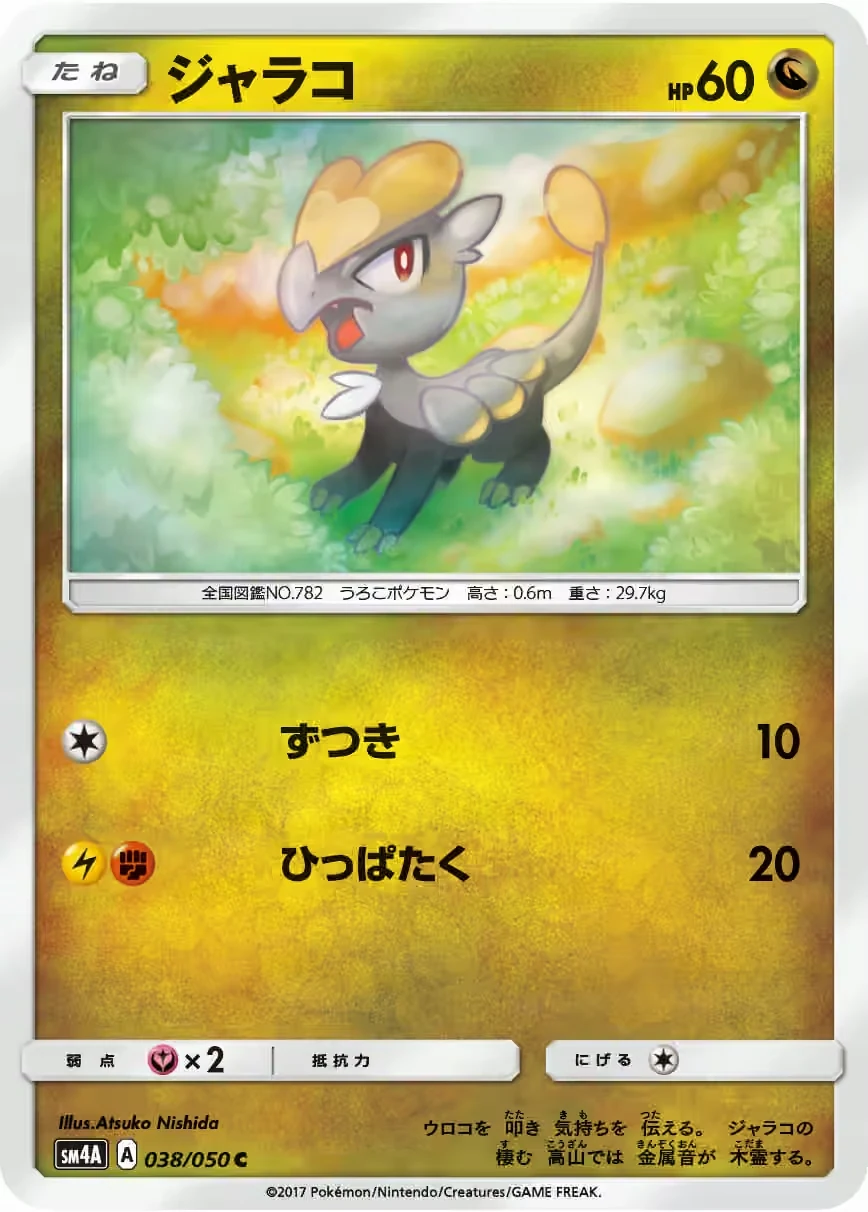 たね ジャラコ HP60
全国図鑑NO.782 うろこポケモン 高さ:0.6m 重さ:29.7kg
ずつき 10
ひっぱたく 20
弱点 ×2 抵抗力 にげる
Illus.Atsuko Nishida
ウロコを 叩き 気持ちを 伝える。 ジャラコの
棲む 高山では 金属音が 木霊する。
SM4A A 038/050 C
©2017 Pokémon/Nintendo/Creatures/GAME FREAK.